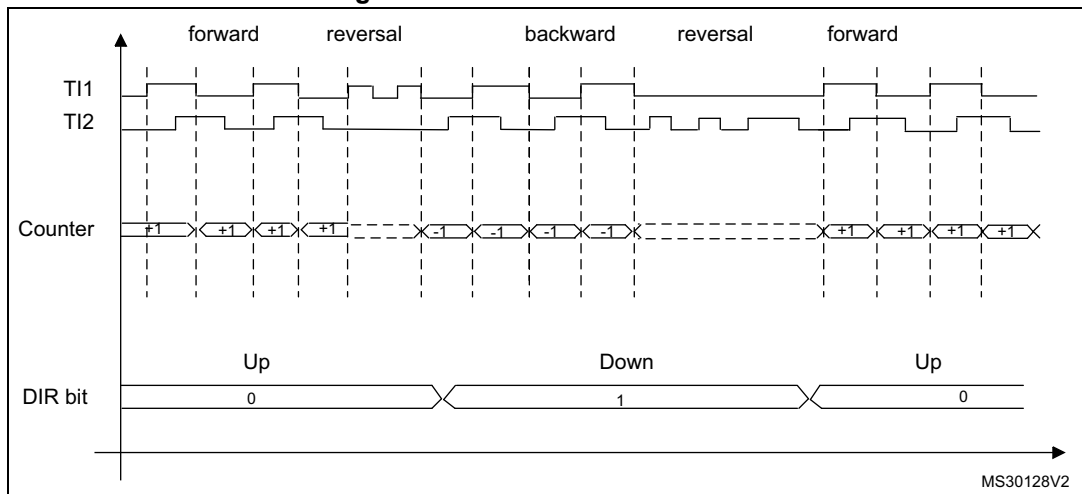 g
forward reversal backward reversal forward
TI1
TI2
Counter +1 +1 +1 +1 -1 -1 -1 -1 +1 +1 +1 +1
Up Down Up
DIR bit 0 1 0
MS30128V2